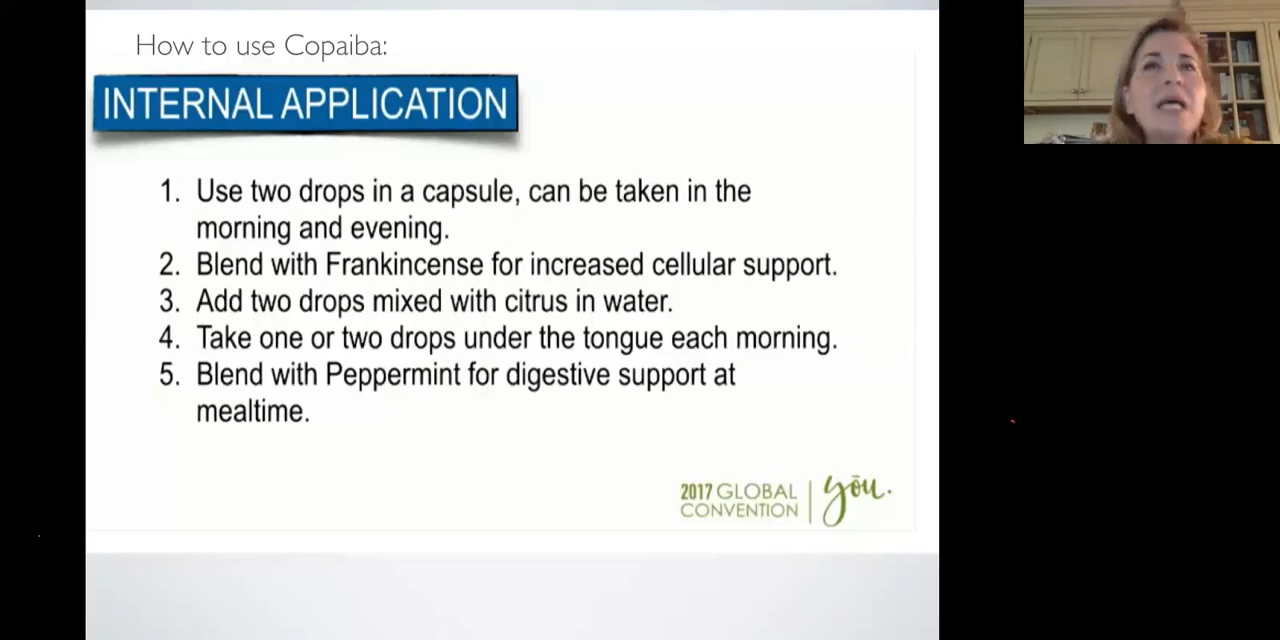 How to use Copaiba:
INTERNAL APPLICATION
1. Use two drops in a capsule, can be taken in the
morning and evening.
2. Blend with Frankincense for increased cellular support.
3. Add two drops mixed with citrus in water.
4. Take one or two drops under the tongue each morning.
5. Blend with Peppermint for digestive support at
mealtime.
2017 GLOBAL
CONVENTION
yōu.